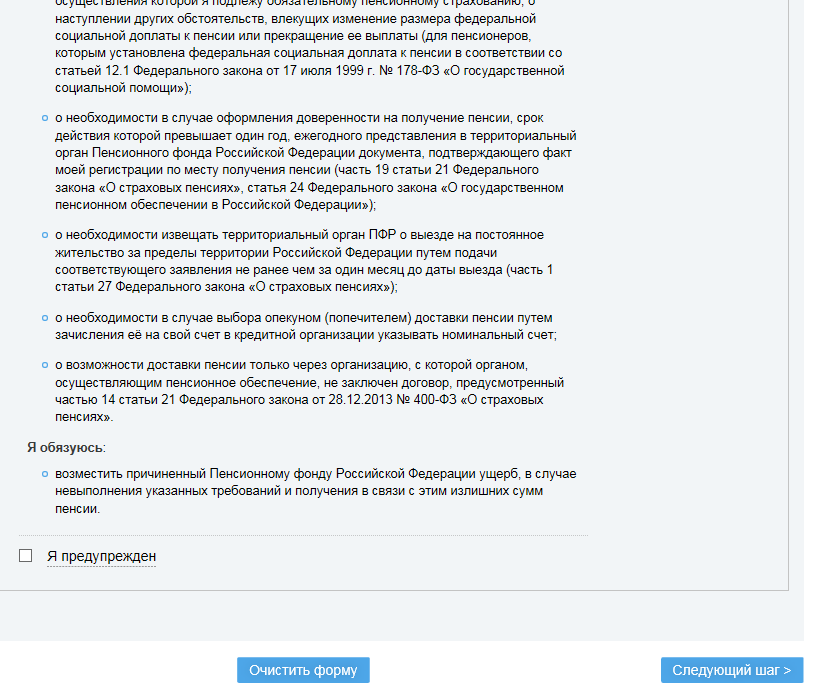 осуществления которой я подлежу обязательному пенсионному страхованию, о
наступлении других обстоятельств, влекущих изменение размера федеральной
социальной доплаты к пенсии или прекращение ее выплаты (для пенсионеров,
которым установлена федеральная социальная доплата к пенсии в соответствии со
статьей 12.1 Федерального закона от 17 июля 1999 г. № 178-ФЗ «О государственной
социальной помощи»);
о необходимости в случае оформления доверенности на получение пенсии, срок
действия которой превышает один год, ежегодного представления в территориальный
орган Пенсионного фонда Российской Федерации документа, подтверждающего факт
моей регистрации по месту получения пенсии (часть 19 статьи 21 Федерального
закона «О страховых пенсиях», статья 24 Федерального закона «О государственном
пенсионном обеспечении в Российской Федерации»);
о необходимости извещать территориальный орган ПФР о выезде на постоянное
жительство за пределы территории Российской Федерации путем подачи
соответствующего заявления не ранее чем за один месяц до даты выезда (часть 1
статьи 27 Федерального закона «О страховых пенсиях»);
о необходимости в случае выбора опекуном (попечителем) доставки пенсии путем
зачисления её на свой счет в кредитной организации указывать номинальный счет;
о возможности доставки пенсии только через организацию, с которой органом,
осуществляющим пенсионное обеспечение, не заключен договор, предусмотренный
частью 14 статьи 21 Федерального закона от 28.12.2013 № 400-ФЗ «О страховых
пенсиях».
Я обязуюсь:
возместить причиненный Пенсионному фонду Российской Федерации ущерб, в случае
невыполнения указанных требований и получения в связи с этим излишних сумм
пенсии.
Я предупрежден
Очистить форму
Следующий шаг >